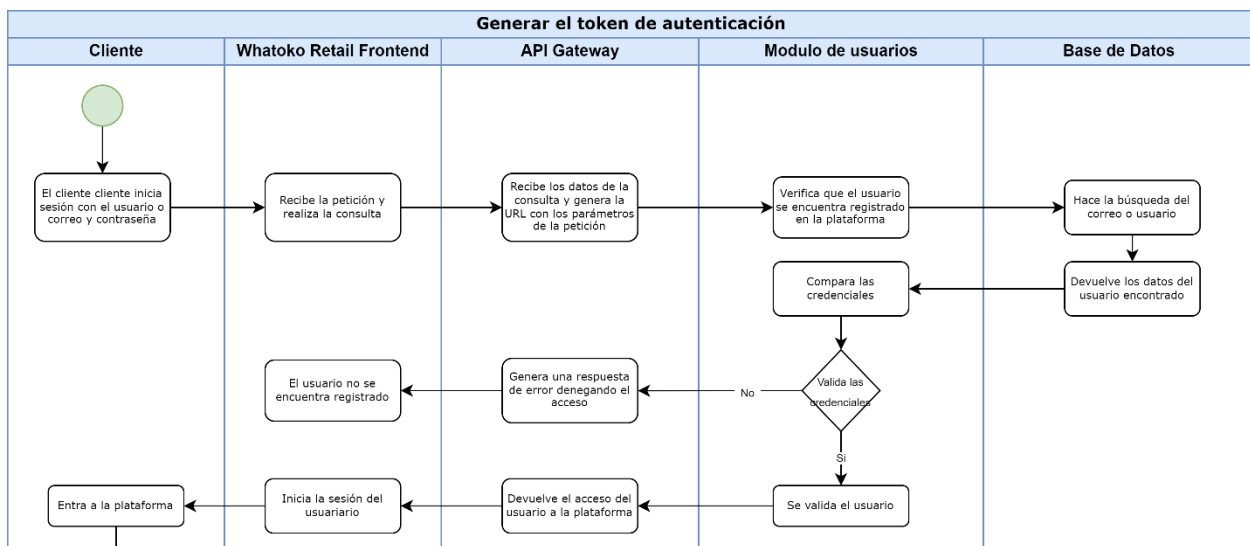 Generar el token de autenticación
Cliente
Whatoko Retail Frontend
API Gateway
Modulo de usuarios
Base de Datos
El cliente cliente inicia
sesión con el usuario o
correo y contraseña
Recibe la petición y
realiza la consulta
Recibe los datos de la
consulta y genera la
URL con los parámetros
de la petición
Verifica que el usuario
se encuentra registrado
en la plataforma
Hace la búsqueda del
correo o usuario
Compara las
credenciales
Devuelve los datos del
usuario encontrado
El usuario no se
encuentra registrado
Genera una respuesta
de error denegando el
acceso
No
Valida las
credenciales
Si
Entra a la plataforma
Inicia la sesión del
usuariario
Devuelve el acceso del
usuario a la plataforma
Se valida el usuario